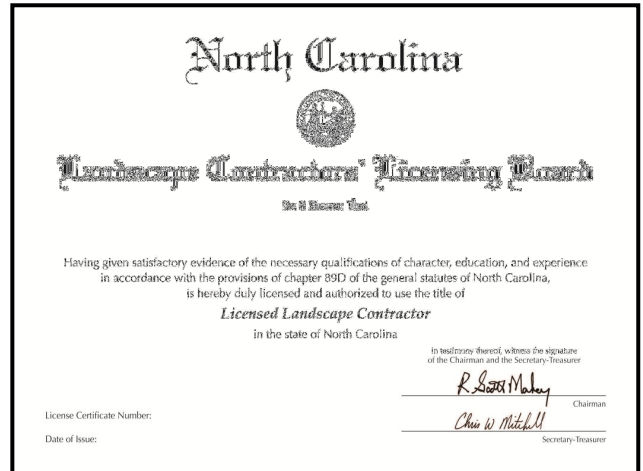 North Carolina
Landscape Contractors' Licensing Board
Be It Known That
Having given satisfactory evidence of the necessary qualifications of character, education, and experience
in accordance with the provisions of chapter 89D of the general statutes of North Carolina,
is hereby duly licensed and authorized to use the title of
Licensed Landscape Contractor
in the state of North Carolina
In testimony thereof, witness the signature
of the Chairman and the Secretary-Treasurer
R. Scott Mabey
Chairman
License Certificate Number:
Chris W Mitchell
Date of Issue:
Secretary-Treasurer